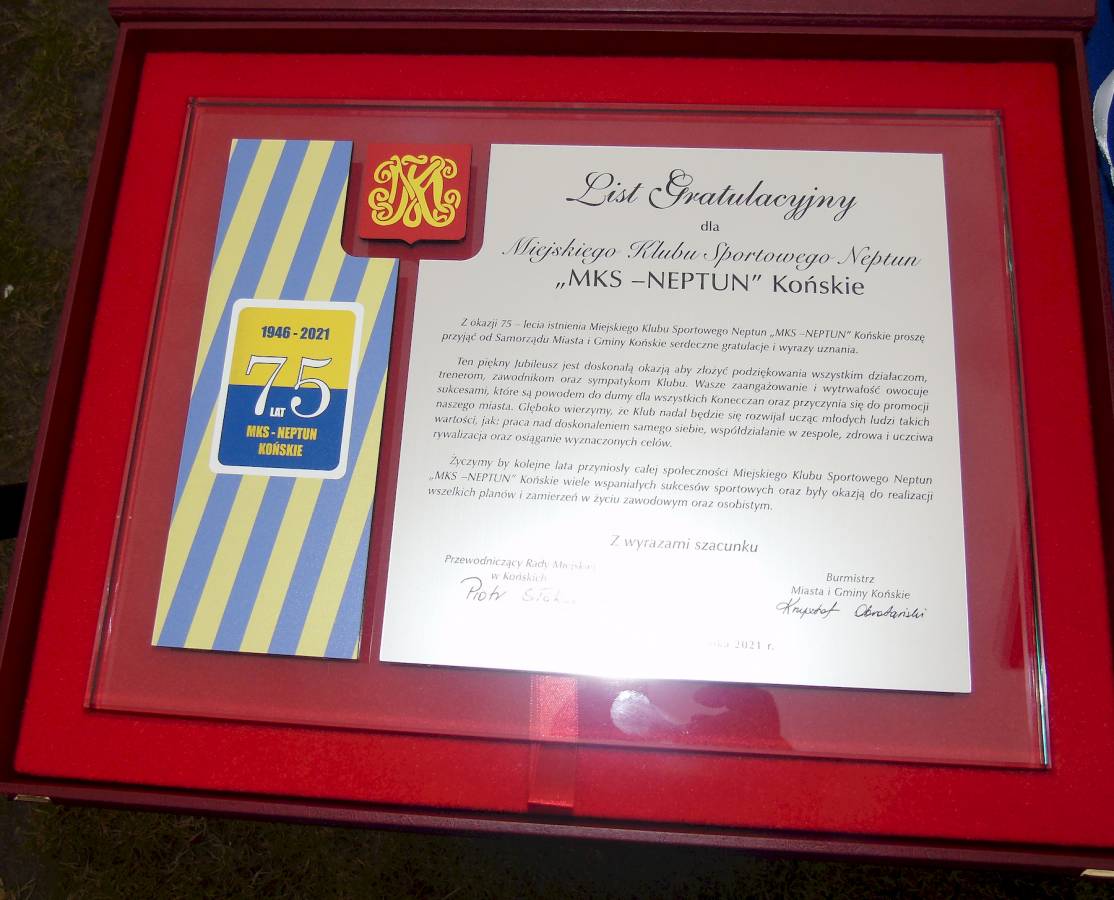 1946 - 2021
75
LAT
MKS - NEPTUN
KOŃSKIE
List Gratulacyjny
dla
Miejskiego Klubu Sportowego Neptun
„MKS –NEPTUN” Końskie
Z okazji 75 – lecia istnienia Miejskiego Klubu Sportowego Neptun „MKS –NEPTUN” Końskie proszę
przyjąć od Samorządu Miasta i Gminy Końskie serdeczne gratulacje i wyrazy uznania.
Ten piękny Jubileusz jest doskonałą okazją aby złożyć podziękowania wszystkim działaczom,
trenerom, zawodnikom oraz sympatykom Klubu. Wasze zaangażowanie i wytrwałość owocuje
sukcesami, które są powodem do dumy dla wszystkich Konecczan oraz przyczynia się do promocji
naszego miasta. Głęboko wierzymy, że Klub nadal będzie się rozwijał ucząc młodych ludzi takich
wartości, jak: praca nad doskonaleniem samego siebie, współdziałanie w zespole, zdrowa i uczciwa
rywalizacja oraz osiąganie wyznaczonych celów.
Życzymy by kolejne lata przyniosły całej społeczności Miejskiego Klubu Sportowego Neptun
„MKS –NEPTUN” Końskie wiele wspaniałych sukcesów sportowych oraz były okazją do realizacji
wszelkich planów i zamierzeń w życiu zawodowym oraz osobistym.
Z wyrazami szacunku
Przewodniczący Rady Miejskiej
w Końskich
Piotr
Burmistrz
Miasta i Gminy Końskie
Krzysztof Obratański
2021 r.